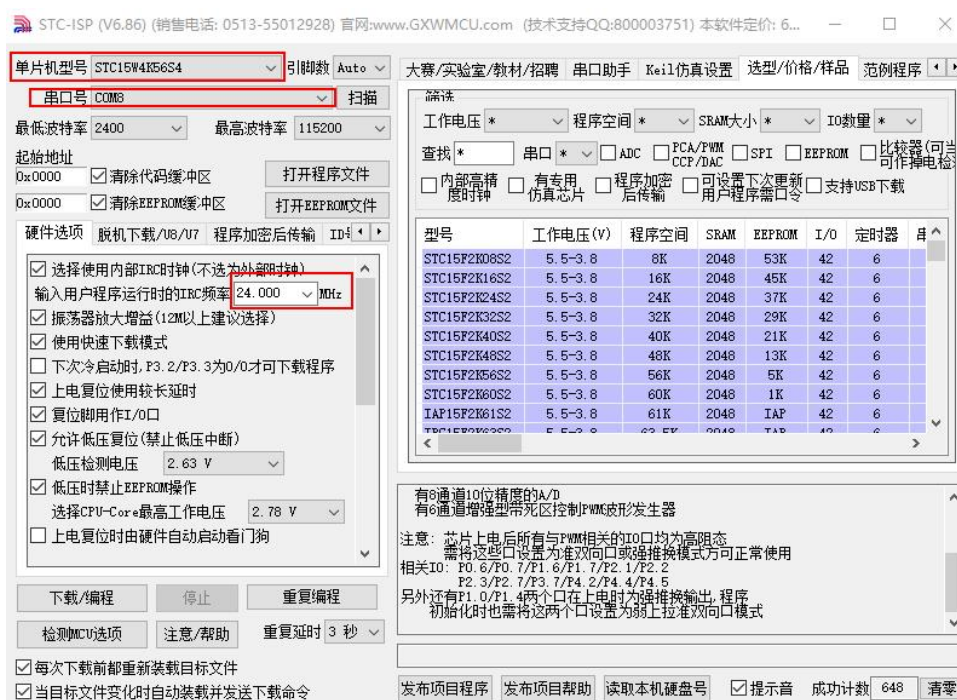 STC-ISP (V6.86) (销售电话: 0513-55012928) 官网:www.GXWMCU.com (技术支持QQ:800003751) 本软件定价: 6...
单片机型号 STC15W4K56S4 引脚数 Auto
串口号 COM8 扫描
最低波特率 2400 最高波特率 115200
起始地址
0x0000 清除代码缓冲区 打开程序文件
0x0000 清除EEPROM缓冲区 打开EEPROM文件
硬件选项 脱机下载/U8/U7 程序加密后传输
选择使用内部IRC时钟(不选为外部时钟)
输入用户程序运行时的IRC频率 24.000 MHz
振荡器放大增益(12M以上建议选择)
使用快速下载模式
下次冷启动时,P3.2/P3.3为0/0才可下载程序
上电复位使用较长延时
复位脚用作I/O口
允许低压复位(禁止低压中断)
低压检测电压 2.63 V
低压时禁止EEPROM操作
选择CPU-Core最高工作电压 2.78 V
上电复位时由硬件自动启动看门狗
下载/编程 停止 重复编程
检测MCU选项 注意/帮助 重复延时 3 秒
每次下载前都重新装载目标文件
当目标文件变化时自动装载并发送下载命令
大赛/实验室/教材/招聘 串口助手 Keil仿真设置 选型/价格/样品 范例程序
筛选
工作电压 * 程序空间 * SRAM大小 * IO数量 *
查找 * 串口 * ADC PCA/PWM CCP/DAC SPI EEPROM 比较器(可当可作掉电检
内部高精度时钟 有专用仿真芯片 程序加密后传输 可设置下次更新用户程序需口令 支持USB下载
型号 工作电压(V) 程序空间 SRAM EEPROM I/O 定时器 串
STC15F2K08S2 5.5-3.8 8K 2048 53K 42 6
STC15F2K16S2 5.5-3.8 16K 2048 45K 42 6
STC15F2K24S2 5.5-3.8 24K 2048 37K 42 6
STC15F2K32S2 5.5-3.8 32K 2048 29K 42 6
STC15F2K40S2 5.5-3.8 40K 2048 21K 42 6
STC15F2K48S2 5.5-3.8 48K 2048 13K 42 6
STC15F2K56S2 5.5-3.8 56K 2048 5K 42 6
STC15F2K60S2 5.5-3.8 60K 2048 1K 42 6
IAP15F2K61S2 5.5-3.8 61K 2048 IAP 42 6
有8通道10位精度的A/D
有6通道增强型带死区控制PWM波形发生器
注意: 芯片上电后所有与PWM相关的IO口均为高阻态
需将这些口设置为准双向口或强推挽模式方可正常使用
相关IO: P0.6/P0.7/P1.6/P1.7/P2.1/P2.2
P2.3/P2.7/P3.7/P4.2/P4.4/P4.5
另外还有P1.0/P1.4两个口在上电时为强推挽输出,程序
初始化时也需将这两个口设置为弱上拉准双向口模式
发布项目程序 发布项目帮助 读取本机硬盘号 提示音 成功计数 648 清零